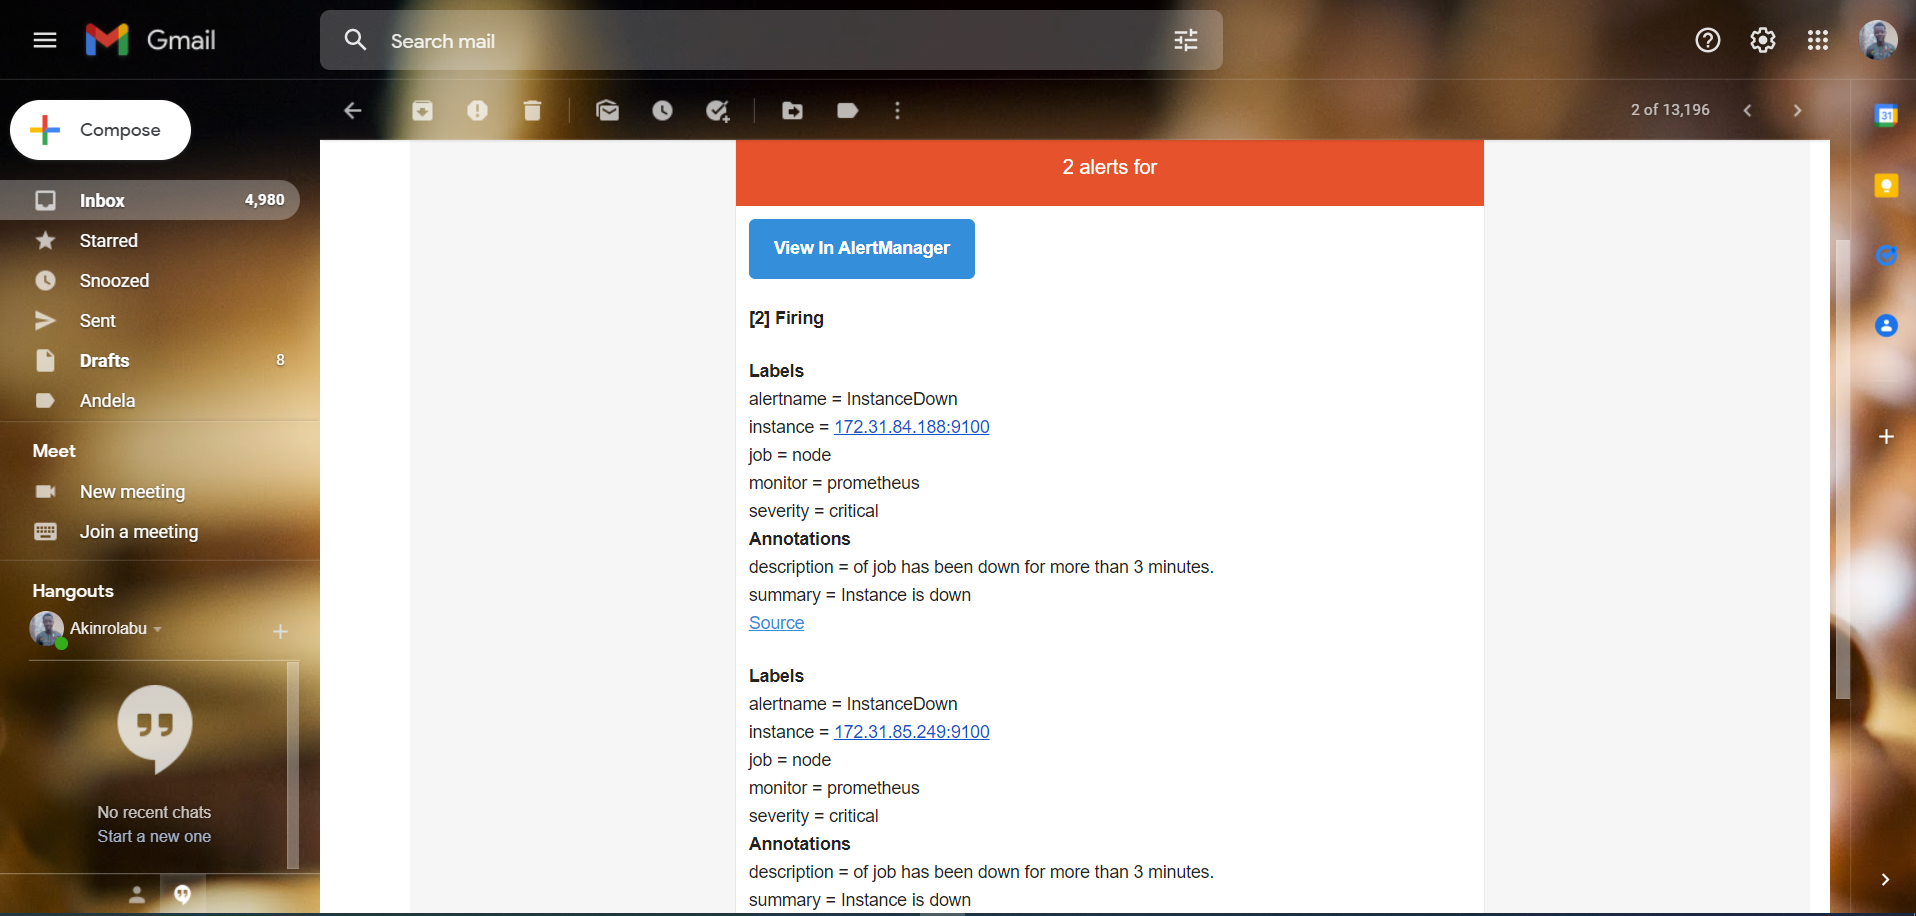 Gmail
Search mail
Compose
2 of 13,196
31
Inbox 4,980
Starred
Snoozed
Sent
Drafts 8
Andela
Meet
New meeting
Join a meeting
Hangouts
Akinrolabu
No recent chats
Start a new one
2 alerts for
View In AlertManager
[2] Firing
Labels
alertname = InstanceDown
instance = 172.31.84.188:9100
job = node
monitor = prometheus
severity = critical
Annotations
description = of job has been down for more than 3 minutes.
summary = Instance is down
Source
Labels
alertname = InstanceDown
instance = 172.31.85.249:9100
job = node
monitor = prometheus
severity = critical
Annotations
description = of job has been down for more than 3 minutes.
summary = Instance is down